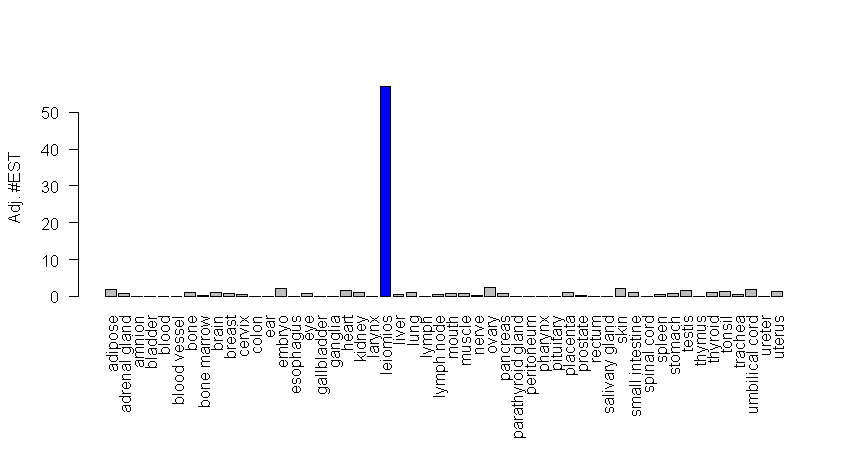 Adj. #EST
50
40
30
20
10
0
adipose
adrenal gland
amnion
bladder
blood
blood vessel
bone
bone marrow
brain
breast
cervix
colon
ear
embryo
esophagus
eye
gallbladder
ganglia
heart
kidney
larynx
leiomios
liver
lung
lymph
lymph node
mouth
muscle
nerve
ovary
pancreas
parathyroid gland
peritoneum
pharynx
pituitary
placenta
prostate
rectum
salivary gland
skin
small intestine
spinal cord
spleen
stomach
testis
thymus
thyroid
tonsil
trachea
umbilical cord
ureter
uterus